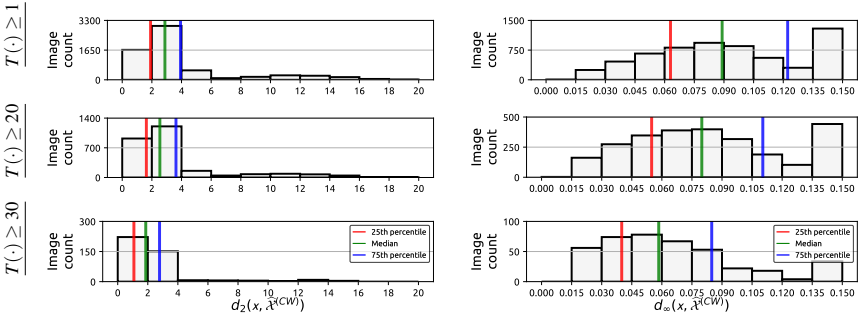 T(·) ≥ 1
Image count
3300
1650
0
0 2 4 6 8 10 12 14 16 18 20
Image count
1500
750
0
0.000 0.015 0.030 0.045 0.060 0.075 0.090 0.105 0.120 0.135 0.150
T(·) ≥ 20
Image count
1400
700
0
0 2 4 6 8 10 12 14 16 18 20
Image count
500
250
0
0.000 0.015 0.030 0.045 0.060 0.075 0.090 0.105 0.120 0.135 0.150
T(·) ≥ 30
Image count
300
150
0
25th percentile
Median
75th percentile
0 2 4 6 8 10 12 14 16 18 20
d₂(x, 𝒳̂⁽ᶜᵂ⁾)
Image count
100
50
0
25th percentile
Median
75th percentile
0.000 0.015 0.030 0.045 0.060 0.075 0.090 0.105 0.120 0.135 0.150
d∞(x, 𝒳̂⁽ᶜᵂ⁾)